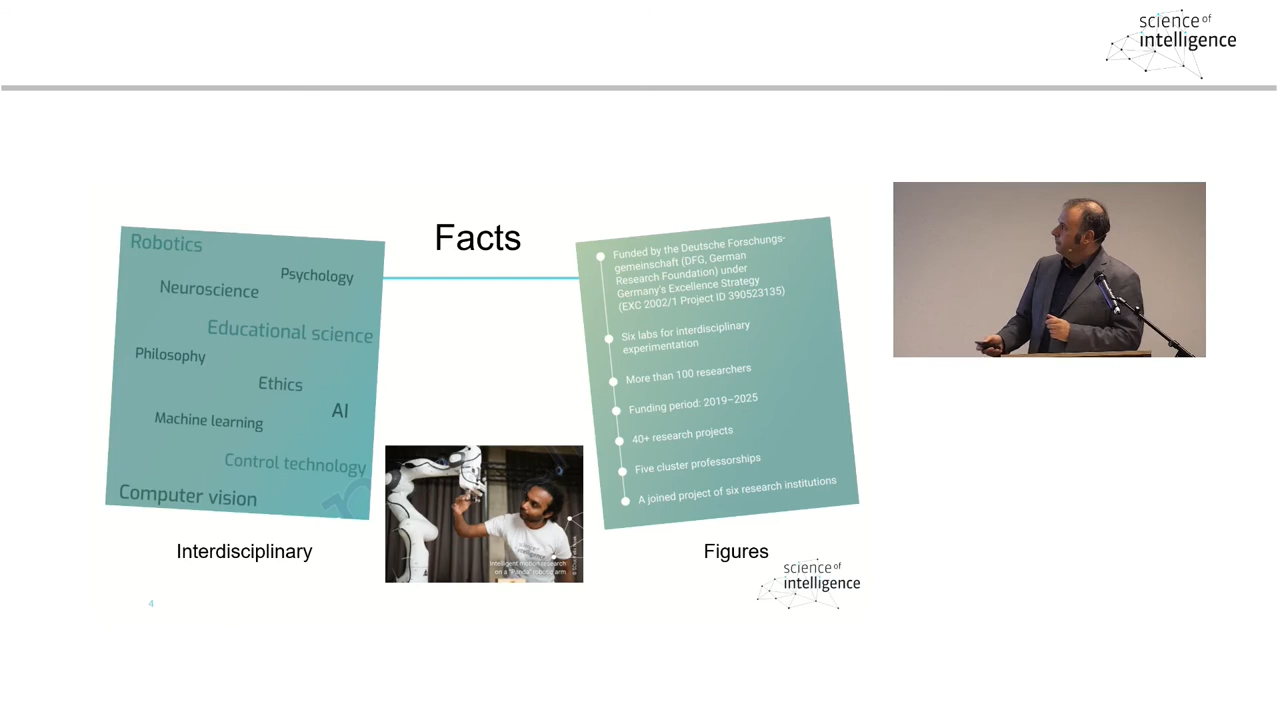 science of
intelligence
Facts
Robotics
Psychology
Neuroscience
Educational science
Philosophy
Ethics
AI
Machine learning
Control technology
Computer vision
Interdisciplinary
Funded by the Deutsche Forschungs-
gemeinschaft (DFG, German
Research Foundation) under
Germany's Excellence Strategy
(EXC 2002/1 Project ID 390523135)
Six labs for interdisciplinary
experimentation
More than 100 researchers
Funding period: 2019–2025
40+ research projects
Five cluster professorships
A joined project of six research institutions
Figures
science of
intelligence
Intelligent motion research
on a "Panda" robotic arm
science of
intelligence
4